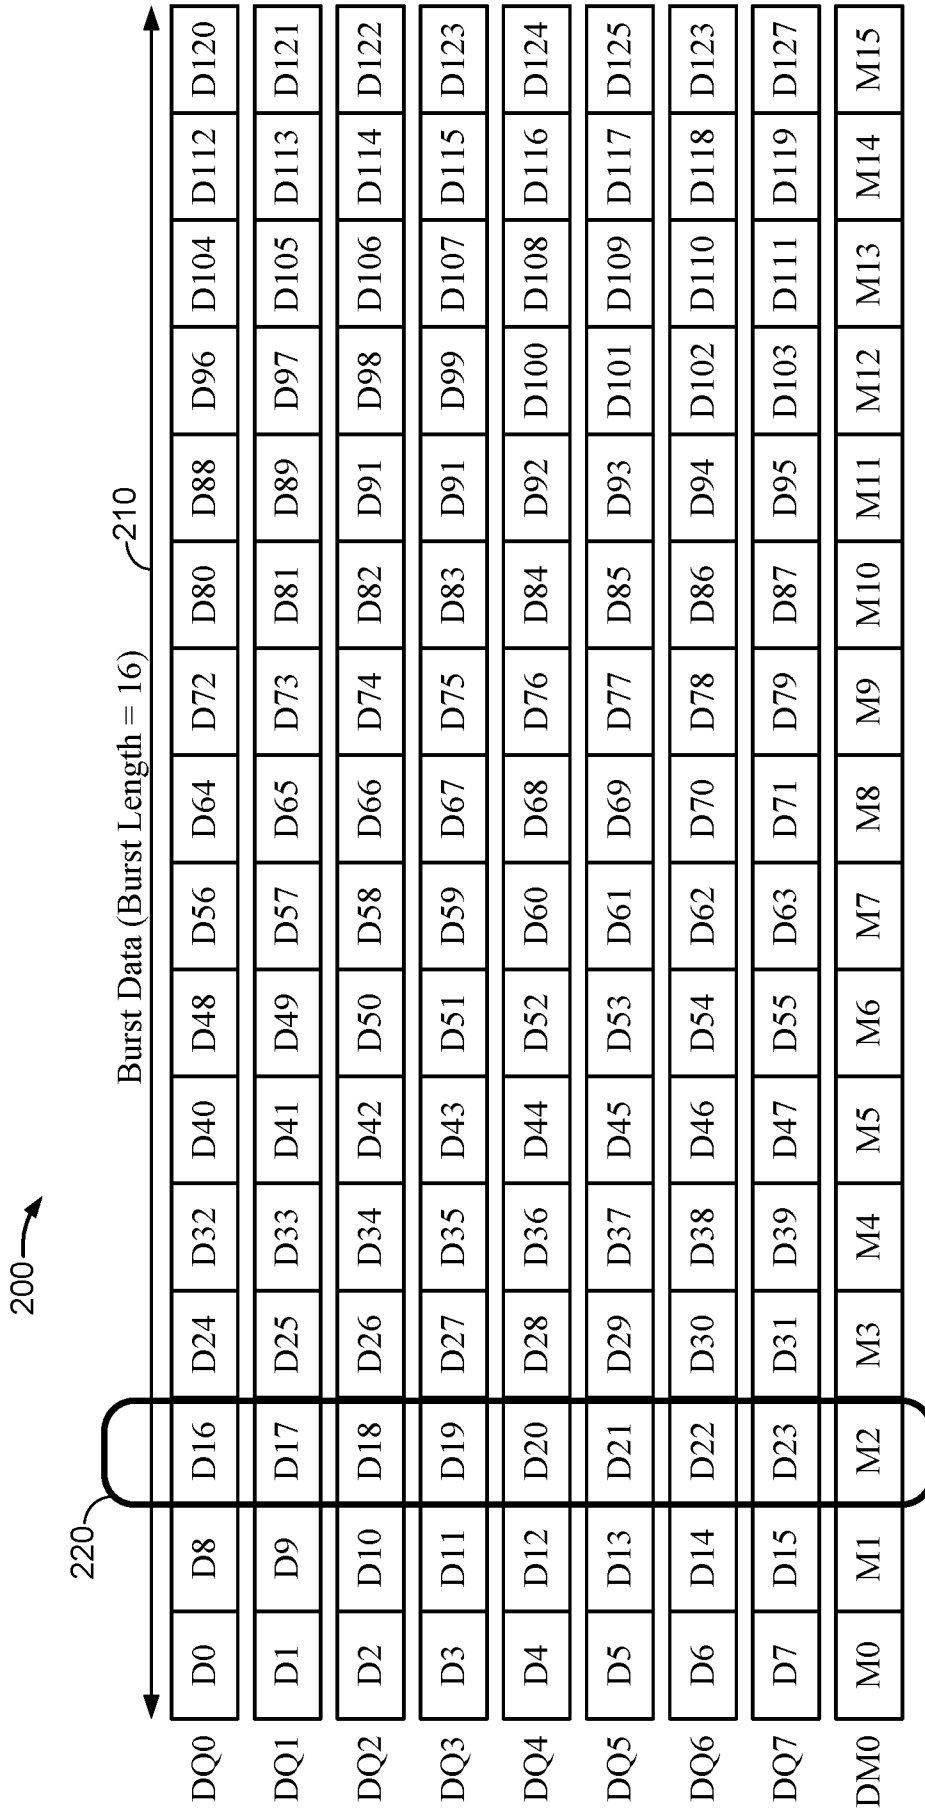 200
Burst Data (Burst Length = 16)
210
220
DQ0 D0 D8 D16 D24 D32 D40 D48 D56 D64 D72 D80 D88 D96 D104 D112 D120
DQ1 D1 D9 D17 D25 D33 D41 D49 D57 D65 D73 D81 D89 D97 D105 D113 D121
DQ2 D2 D10 D18 D26 D34 D42 D50 D58 D66 D74 D82 D91 D98 D106 D114 D122
DQ3 D3 D11 D19 D27 D35 D43 D51 D59 D67 D75 D83 D91 D99 D107 D115 D123
DQ4 D4 D12 D20 D28 D36 D44 D52 D60 D68 D76 D84 D92 D100 D108 D116 D124
DQ5 D5 D13 D21 D29 D37 D45 D53 D61 D69 D77 D85 D93 D101 D109 D117 D125
DQ6 D6 D14 D22 D30 D38 D46 D54 D62 D70 D78 D86 D94 D102 D110 D118 D123
DQ7 D7 D15 D23 D31 D39 D47 D55 D63 D71 D79 D87 D95 D103 D111 D119 D127
DM0 M0 M1 M2 M3 M4 M5 M6 M7 M8 M9 M10 M11 M12 M13 M14 M15